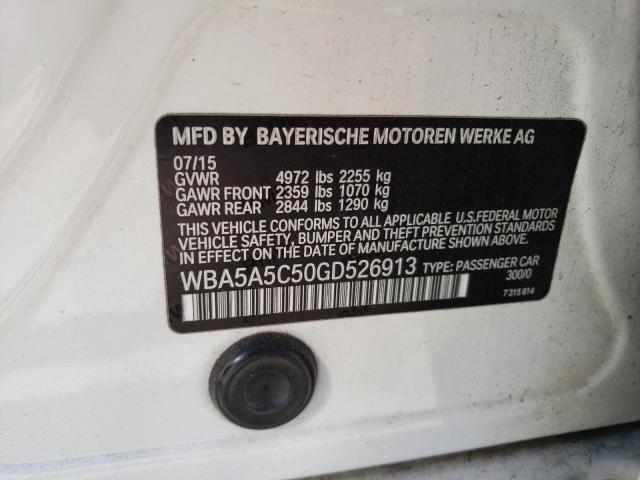 MFD BY BAYERISCHE MOTOREN WERKE AG
07/15
GVWR 4972 lbs 2255 kg
GAWR FRONT 2359 lbs 1070 kg
GAWR REAR 2844 lbs 1290 kg
THIS VEHICLE CONFORMS TO ALL APPLICABLE U.S. FEDERAL MOTOR
VEHICLE SAFETY, BUMPER AND THEFT PREVENTION STANDARDS
IN EFFECT ON THE DATE OF MANUFACTURE SHOWN ABOVE.
WBA5A5C50GD526913 TYPE: PASSENGER CAR
300/0
7315814